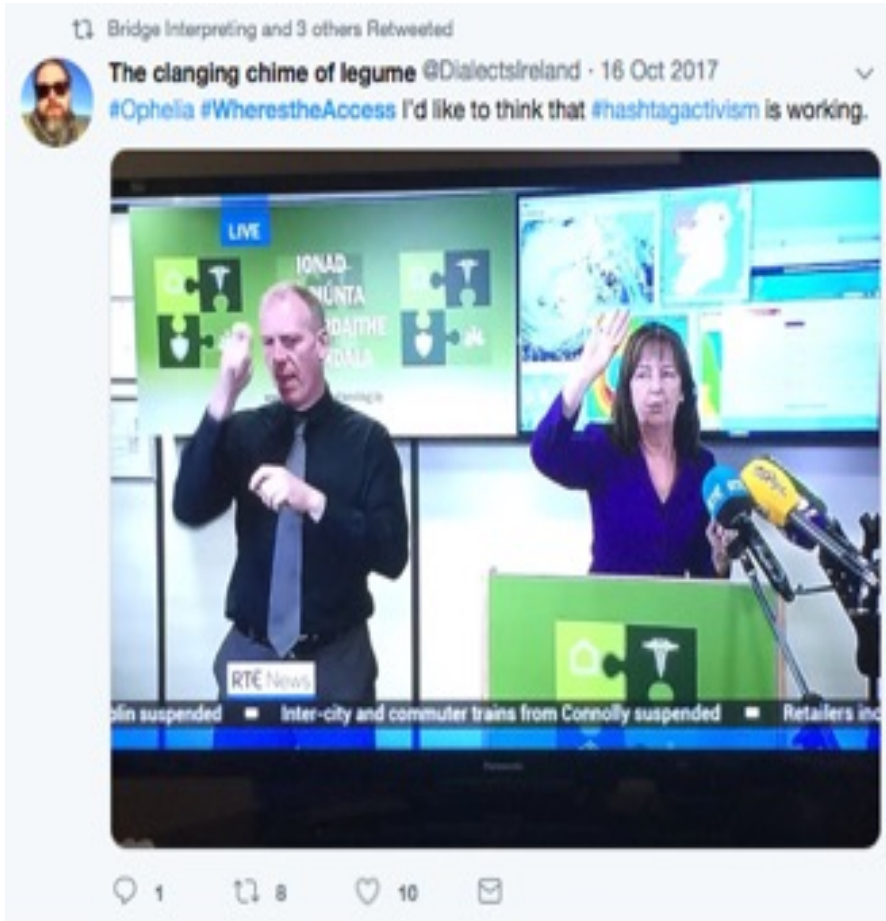 Bridge Interpreting and 3 others Retweeted
The clanging chime of legume @DialectsIreland · 16 Oct 2017
#Ophelia #WherestheAccess I'd like to think that #hashtagactivism is working.
LIVE
IONAD
RTÉ
RTÉ News
plin suspended Inter-city and commuter trains from Connolly suspended Retailers inc
Panasonic
1 8 10